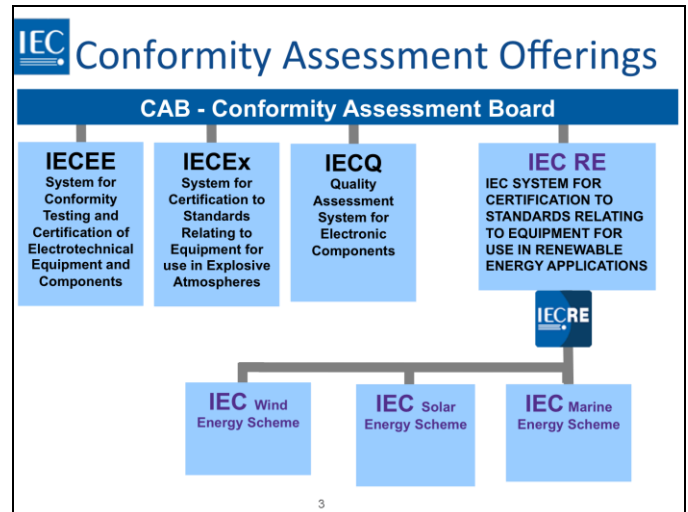 IEC Conformity Assessment Offerings
CAB - Conformity Assessment Board
IECEE
System for
Conformity
Testing and
Certification of
Electrotechnical
Equipment and
Components
IECEx
System for
Certification to
Standards
Relating to
Equipment for
use in Explosive
Atmospheres
IECQ
Quality
Assessment
System for
Electronic
Components
IEC RE
IEC SYSTEM FOR
CERTIFICATION TO
STANDARDS RELATING
TO EQUIPMENT FOR
USE IN RENEWABLE
ENERGY APPLICATIONS
IECRE
IEC Wind
Energy Scheme
IEC Solar
Energy Scheme
IEC Marine
Energy Scheme
3